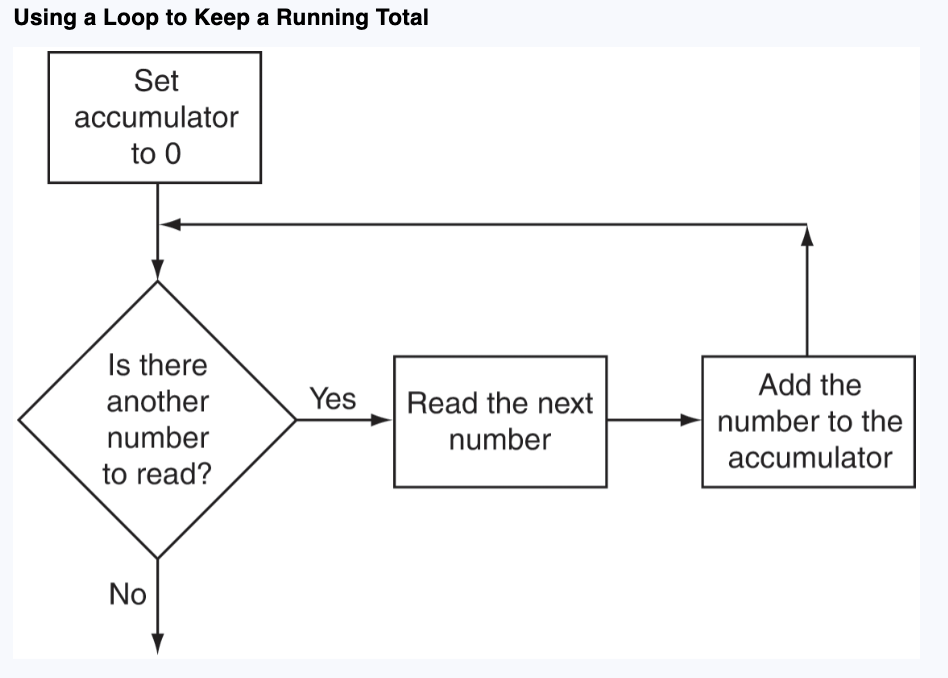 Using a Loop to Keep a Running Total
Set
accumulator
to 0
Is there
another
number
to read?
Yes
Read the next
number
Add the
number to the
accumulator
No